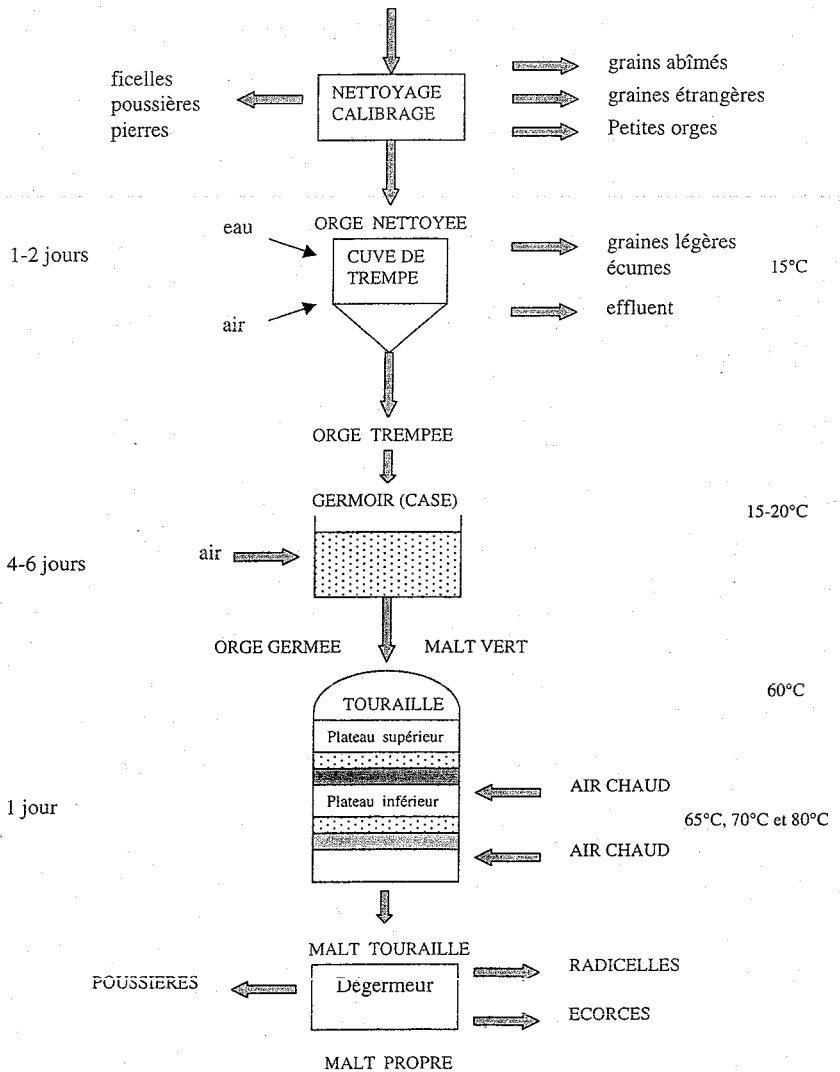 ficelles
poussières
pierres
NETTOYAGE
CALIBRAGE
grains abîmés
graines étrangères
Petites orges
1-2 jours
eau
air
ORGE NETTOYEE
CUVE DE
TREMPE
graines légères
écumes
effluent
15°C
ORGE TREMPEE
GERMOIR (CASE)
15-20°C
4-6 jours
air
ORGE GERMEE
MALT VERT
60°C
TOURAILLE
Plateau supérieur
Plateau inférieur
1 jour
AIR CHAUD
65°C, 70°C et 80°C
AIR CHAUD
MALT TOURAILLE
POUSSIERES
Dégermeur
RADICELLES
ECORCES
MALT PROPRE